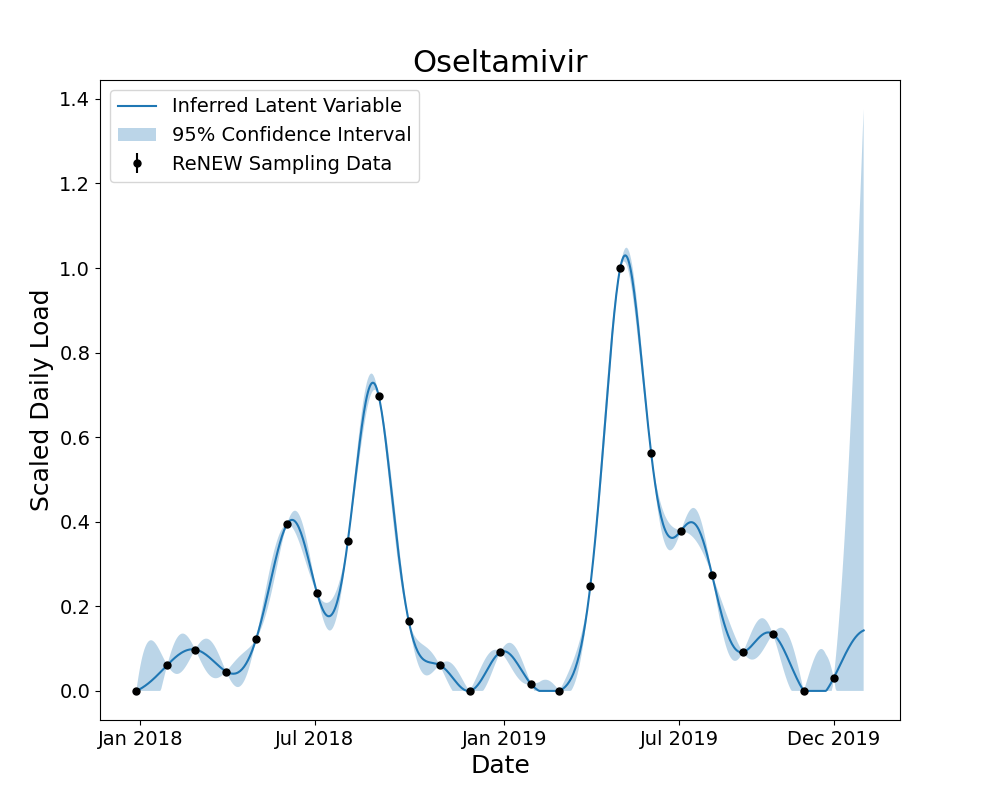 Oseltamivir
Inferred Latent Variable
95% Confidence Interval
ReNEW Sampling Data
Scaled Daily Load
1.4
1.2
1.0
0.8
0.6
0.4
0.2
0.0
Jan 2018
Jul 2018
Jan 2019
Jul 2019
Dec 2019
Date